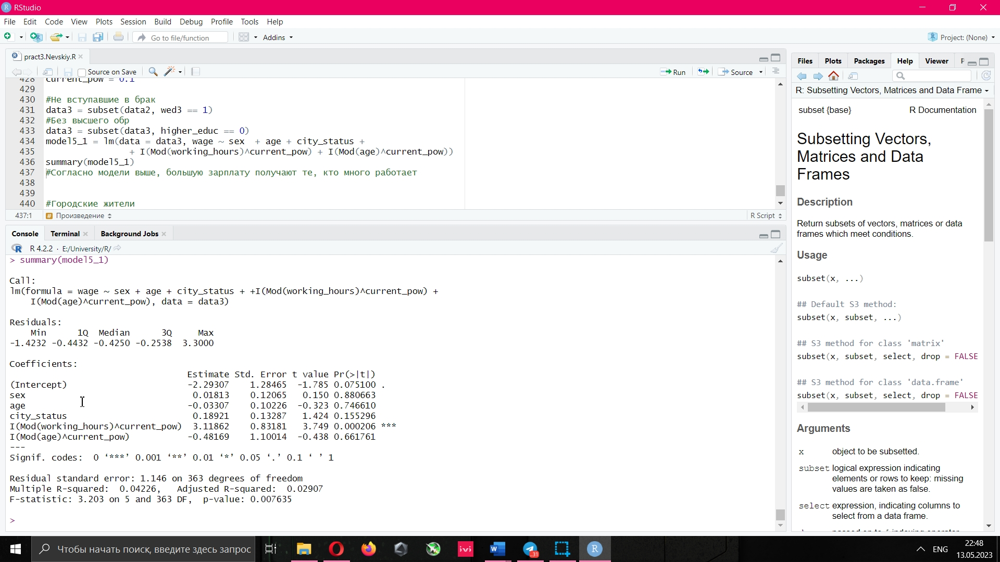 RStudio
File Edit Code View Plots Session Build Debug Profile Tools Help
Go to file/function Addins Project: (None)
pract3.Nevskiy.R
Source on Save Run Source
428 current_pow = 0.1
429
430 #Не вступавшие в брак
431 data3 = subset(data2, wed3 == 1)
432 #Без высшего обр
433 data3 = subset(data3, higher_educ == 0)
434 model5_1 = lm(data = data3, wage ~ sex + age + city_status +
435 + I(Mod(working_hours)^current_pow) + I(Mod(age)^current_pow))
436 summary(model5_1)
437 #Согласно модели выше, большую зарплату получают те, кто много работает
438
439
440 #Городские жители
437:1 # Произведение R Script
Console Terminal Background Jobs
R 4.2.2 · E:/University/R/
> summary(model5_1)
Call:
lm(formula = wage ~ sex + age + city_status + +I(Mod(working_hours)^current_pow) +
I(Mod(age)^current_pow), data = data3)
Residuals:
Min 1Q Median 3Q Max
-1.4232 -0.4432 -0.4250 -0.2538 3.3000
Coefficients:
Estimate Std. Error t value Pr(>|t|)
(Intercept) -2.29307 1.28465 -1.785 0.075100 .
sex 0.01813 0.12065 0.150 0.880663
age -0.03307 0.10226 -0.323 0.746610
city_status 0.18921 0.13287 1.424 0.155296
I(Mod(working_hours)^current_pow) 3.11862 0.83181 3.749 0.000206 ***
I(Mod(age)^current_pow) -0.48169 1.10014 -0.438 0.661761
---
Signif. codes: 0 ‘***’ 0.001 ‘**’ 0.01 ‘*’ 0.05 ‘.’ 0.1 ‘ ’ 1
Residual standard error: 1.146 on 363 degrees of freedom
Multiple R-squared: 0.04226, Adjusted R-squared: 0.02907
F-statistic: 3.203 on 5 and 363 DF, p-value: 0.007635
>
Files Plots Packages Help Viewer P
R: Subsetting Vectors, Matrices and Data Frame
subset {base} R Documentation
Subsetting Vectors,
Matrices and Data
Frames
Description
Return subsets of vectors, matrices or data
frames which meet conditions.
Usage
subset(x, ...)
## Default S3 method:
subset(x, subset, ...)
## S3 method for class 'matrix'
subset(x, subset, select, drop = FALSE
## S3 method for class 'data.frame'
subset(x, subset, select, drop = FALSE
Arguments
x object to be subsetted.
subset logical expression indicating
elements or rows to keep: missing
values are taken as false.
select expression, indicating columns to
select from a data frame.
Чтобы начать поиск, введите здесь запрос
ivi
W
31
R
ENG
22:48
13.05.2023